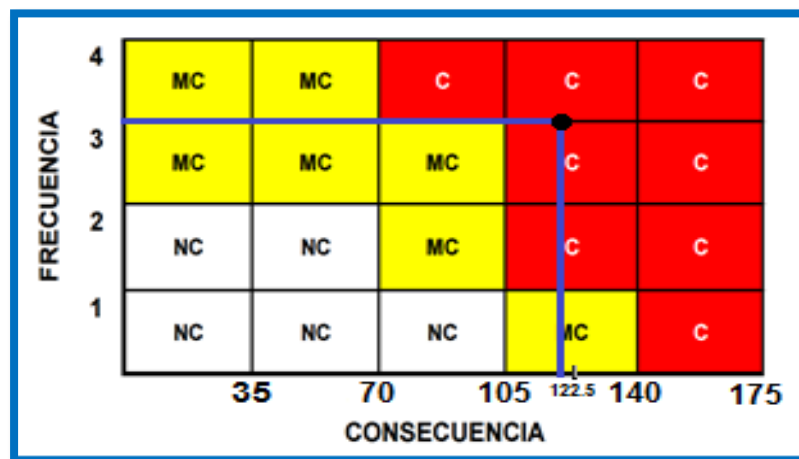 4 MC MC C C C
3 MC MC MC C C
2 NC NC MC C C
1 NC NC NC MC C
FRECUENCIA
35 70 105 122.5 140 175
CONSECUENCIA